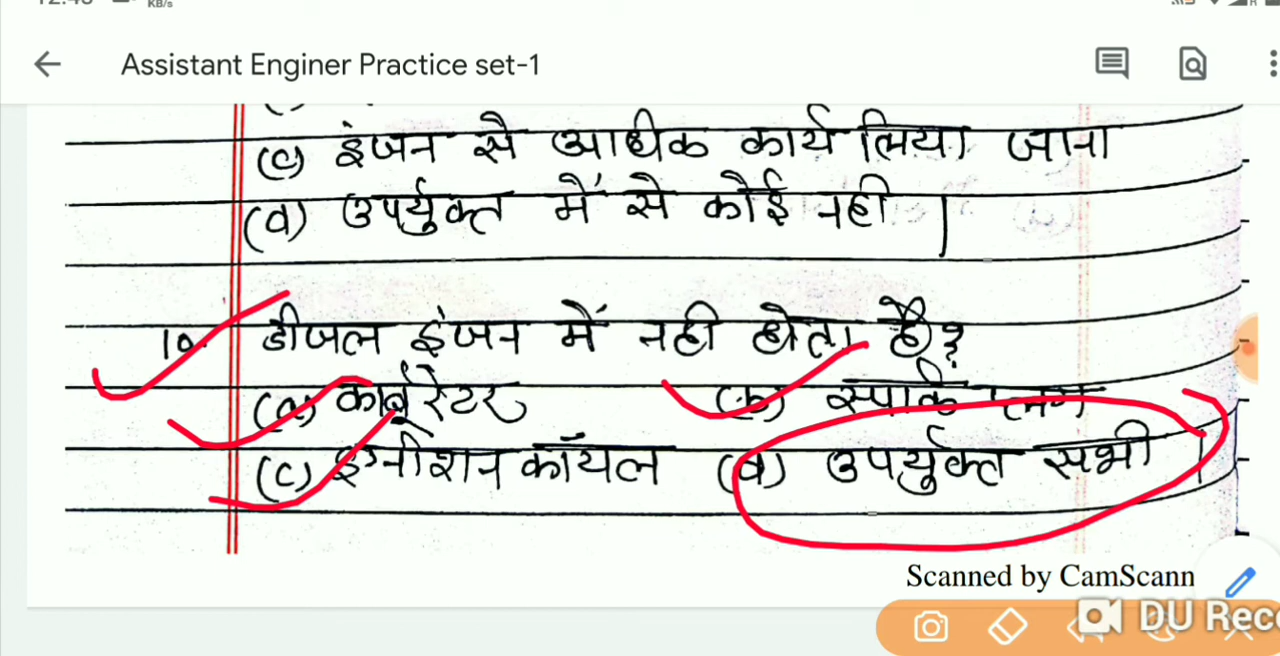 KB/s
Assistant Enginer Practice set-1
(c) इंजन से अधिक कार्य लिया जाना
(d) उपर्युक्त में से कोई नही |
10. डीजल इंजन में नही होता है?
(a) कार्बुरेटर (b) स्पार्क प्लग
(c) इग्नीशन कॉयल (d) उपर्युक्त सभी |
Scanned by CamScann
DU Rec